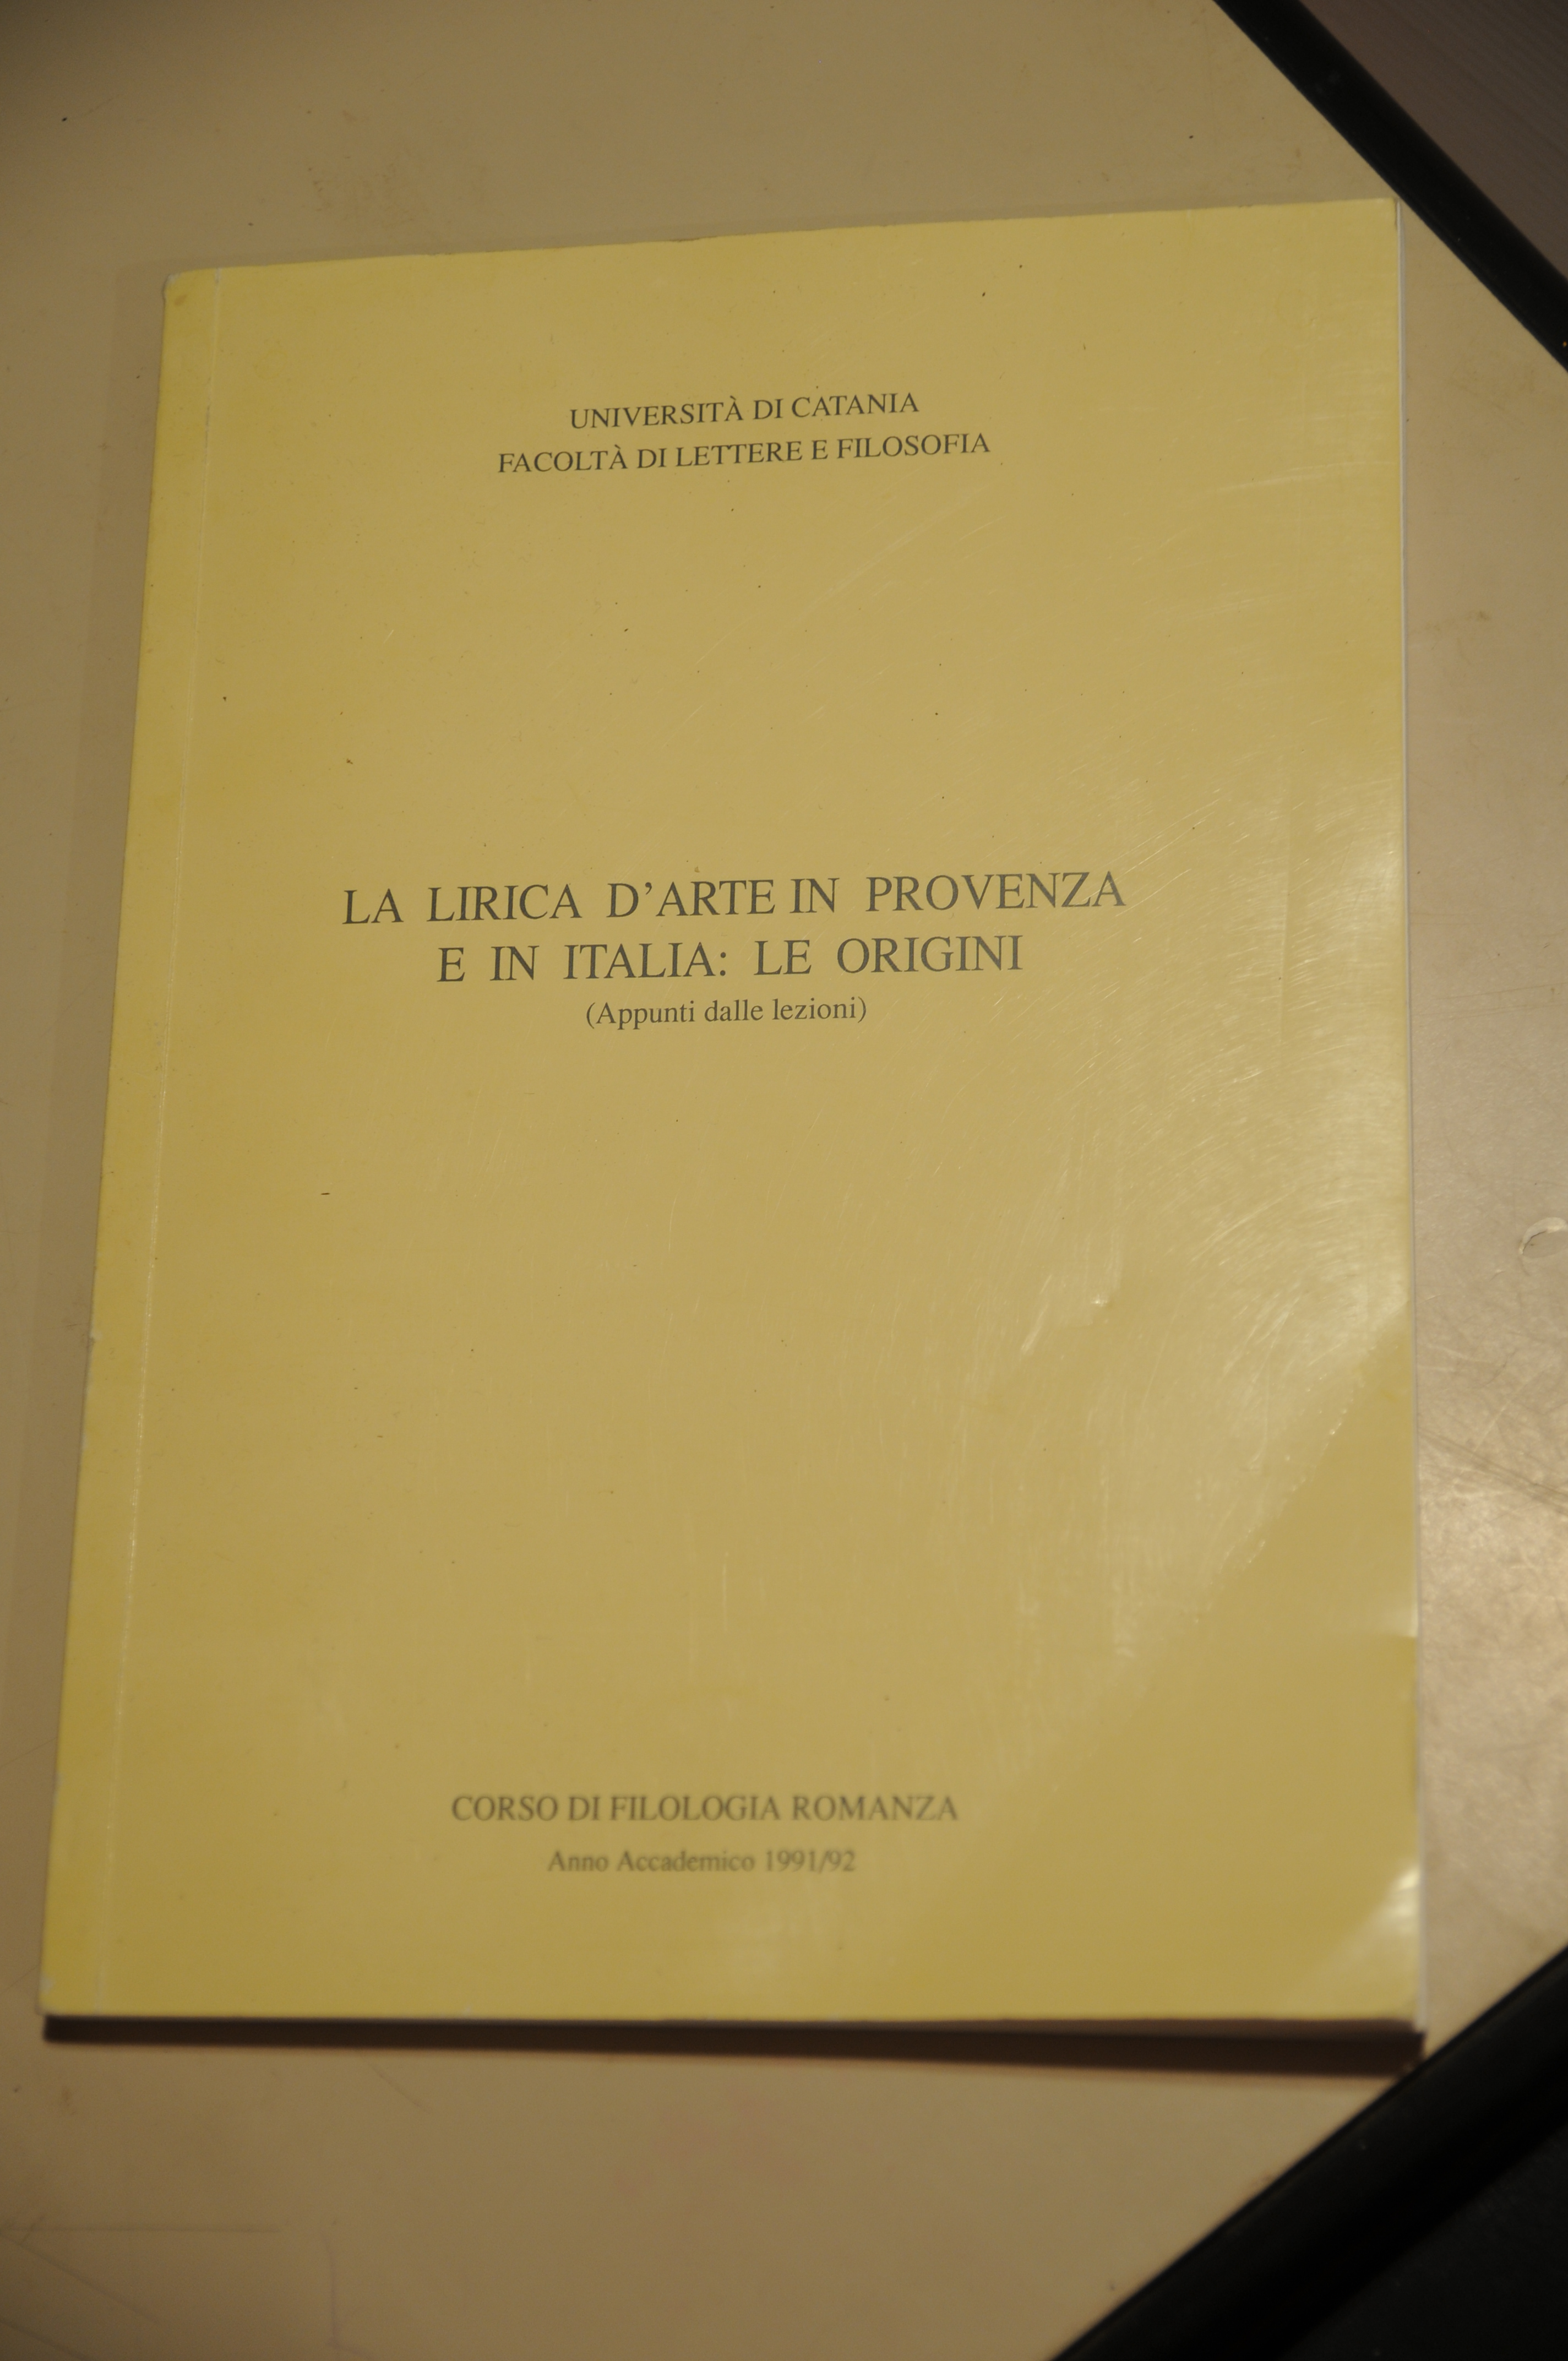 UNIVERSITÀ DI CATANIA
FACOLTÀ DI LETTERE E FILOSOFIA
LA LIRICA D'ARTE IN PROVENZA
E IN ITALIA: LE ORIGINI
(Appunti dalle lezioni)
CORSO DI FILOLOGIA ROMANZA
Anno Accademico 1991/92